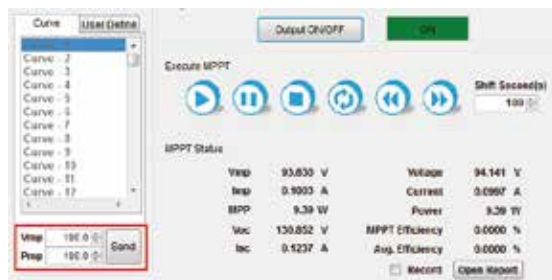 Curve User Define
Output ON/OFF ON
Curve - 2
Curve - 3
Curve - 4
Curve - 5
Curve - 6
Curve - 7
Curve - 8
Curve - 9
Curve - 10
Curve - 11
Curve - 12
Execute MPPT
Shift Second(s)
100
MPPT Status
Vmp 93.830 V Voltage 94.141 V
Imp 0.1003 A Current 0.0997 A
MPP 9.39 W Power 9.39 W
Voc 130.852 V MPPT Efficiency 0.0000 %
Isc 0.1237 A Avg. Efficiency 0.0000 %
Record Open Report
Vmp 100.0
Pmp 100.0
Send